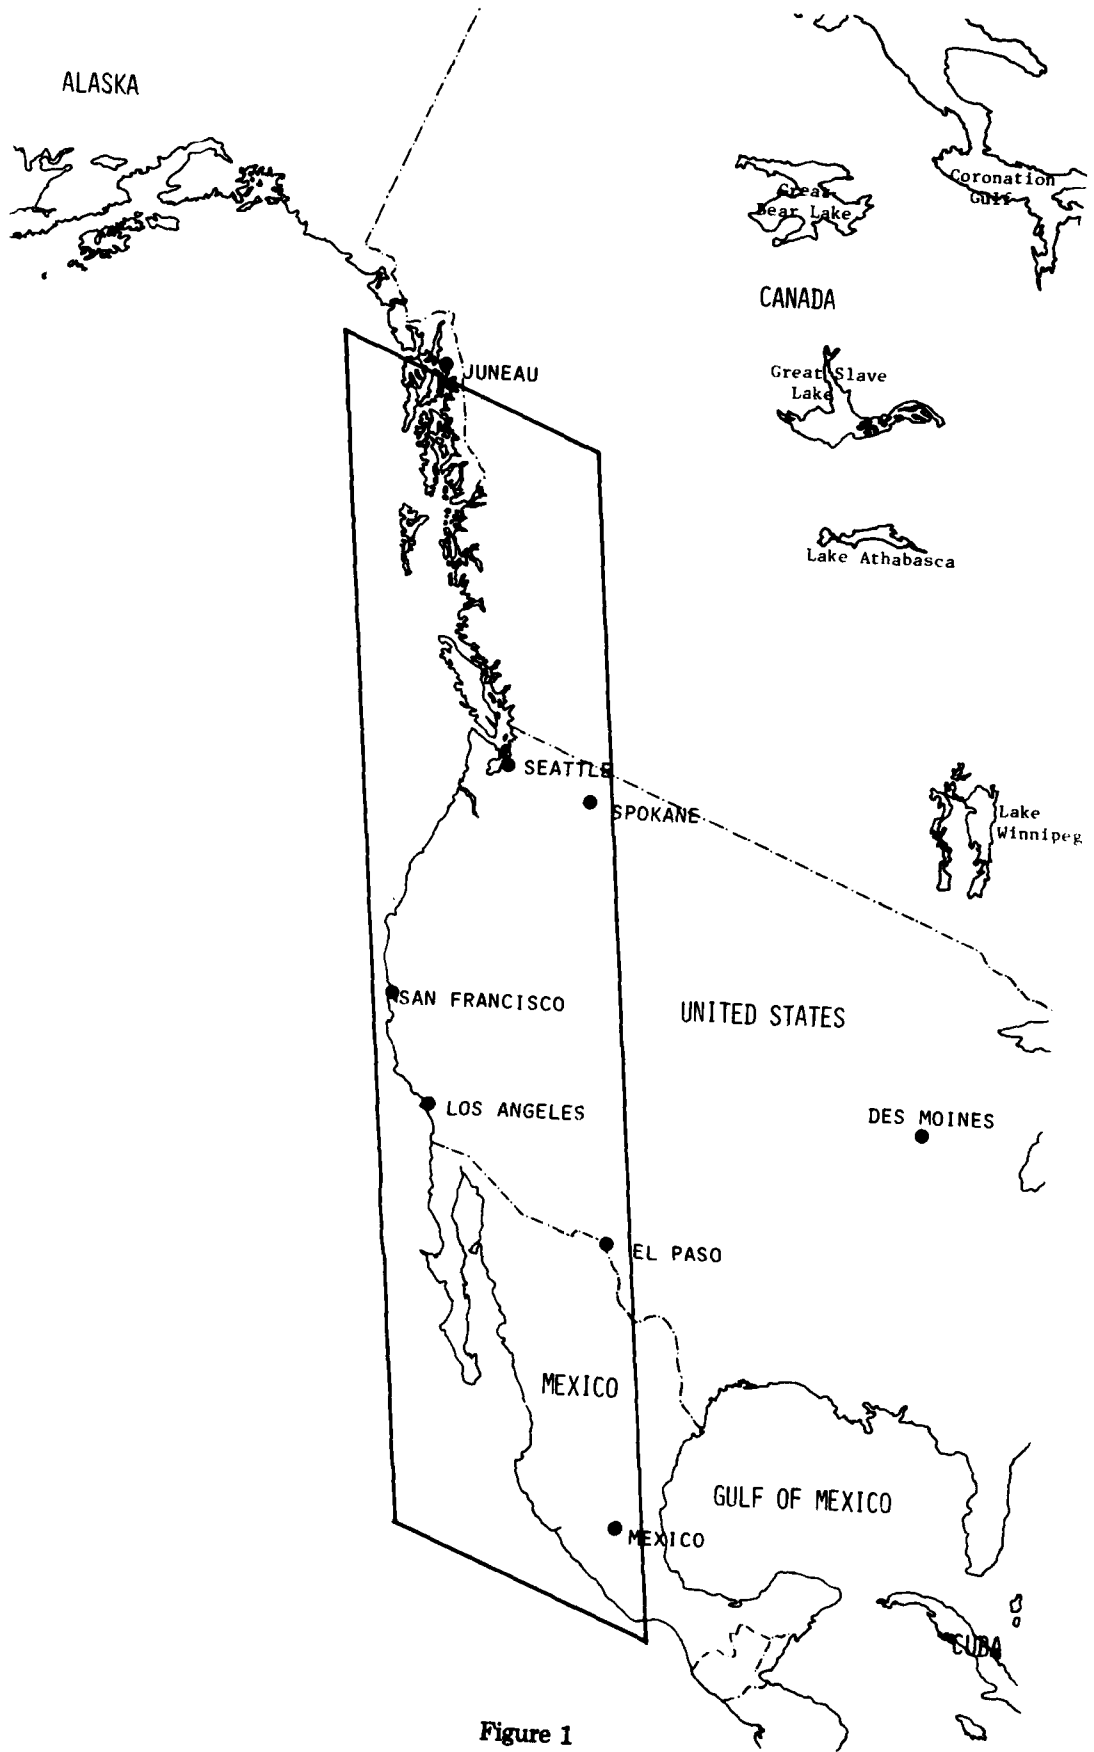 ALASKA
Coronation
Gulf
Great
Bear Lake
CANADA
JUNEAU
Great Slave
Lake
Lake Athabasca
SEATTLE
SPOKANE
Lake
Winnipeg
SAN FRANCISCO
UNITED STATES
LOS ANGELES
DES MOINES
EL PASO
MEXICO
GULF OF MEXICO
MEXICO
CUBA
Figure 1